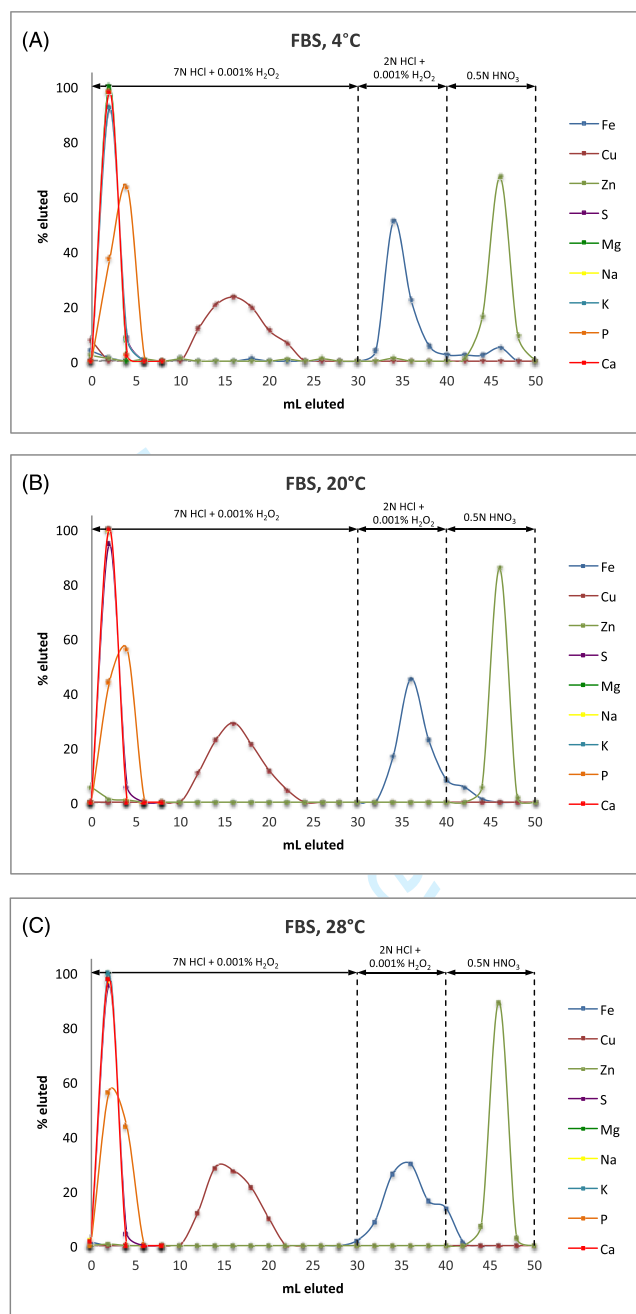 (A)
FBS, 4°C
7N HCl + 0.001% H₂O₂
2N HCl +
0.001% H₂O₂
0.5N HNO₃
100
80
60
40
20
0
% eluted
0 5 10 15 20 25 30 35 40 45 50
mL eluted
Fe
Cu
Zn
S
Mg
Na
K
P
Ca
(B)
FBS, 20°C
7N HCl + 0.001% H₂O₂
2N HCl +
0.001% H₂O₂
0.5N HNO₃
100
80
60
40
20
0
% eluted
0 5 10 15 20 25 30 35 40 45 50
mL eluted
Fe
Cu
Zn
S
Mg
Na
K
P
Ca
(C)
FBS, 28°C
7N HCl + 0.001% H₂O₂
2N HCl +
0.001% H₂O₂
0.5N HNO₃
100
80
60
40
20
0
% eluted
0 5 10 15 20 25 30 35 40 45 50
mL eluted
Fe
Cu
Zn
S
Mg
Na
K
P
Ca